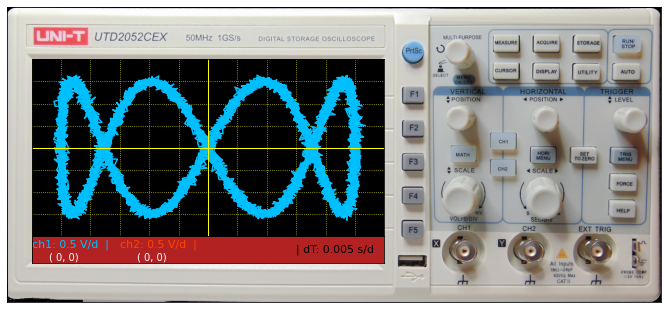 UNI-T UTD2052CEX 50MHz 1GS/s DIGITAL STORAGE OSCILLOSCOPE
PrtSc
MULTI PURPOSE
SELECT
MEASURE ACQUIRE STORAGE RUN/
STOP
CURSOR DISPLAY UTILITY AUTO
F1
F2
F3
F4
F5
VERTICAL HORIZONTAL TRIGGER
POSITION POSITION LEVEL
CH1
MATH HORI
MENU SET
TO ZERO TRIG
MENU
CH2
SCALE SCALE FORCE
HELP
VOLTS/DIV SEC/DIV
CH1 CH2 EXT TRIG
X Y
All Inputs
CAT II
ch1: 0.5 V/d | ch2: 0.5 V/d | | dT: 0.005 s/d
( 0, 0) ( 0, 0)